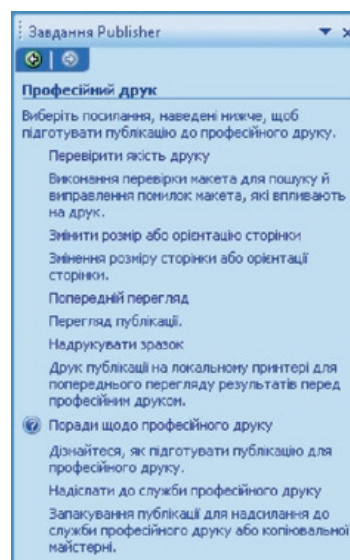 Завдання Publisher
Професійний друк
Виберіть посилання, наведені нижче, щоб
підготувати публікацію до професійного друку.
Перевірити якість друку
Виконання перевірки макета для пошуку й
виправлення помилок макета, які впливають
на друк.
Змінити розмір або орієнтацію сторінки
Змінення розміру сторінки або орієнтації
сторінки.
Попередній перегляд
Перегляд публікації.
Надрукувати зразок
Друк публікації на локальному принтері для
попереднього перегляду результатів перед
професійним друком.
Поради щодо професійного друку
Дізнайтеся, як підготувати публікацію для
професійного друку.
Надіслати до служби професійного друку
Запакування публікації для надсилання до
служби професійного друку або копіювальної
майстерні.